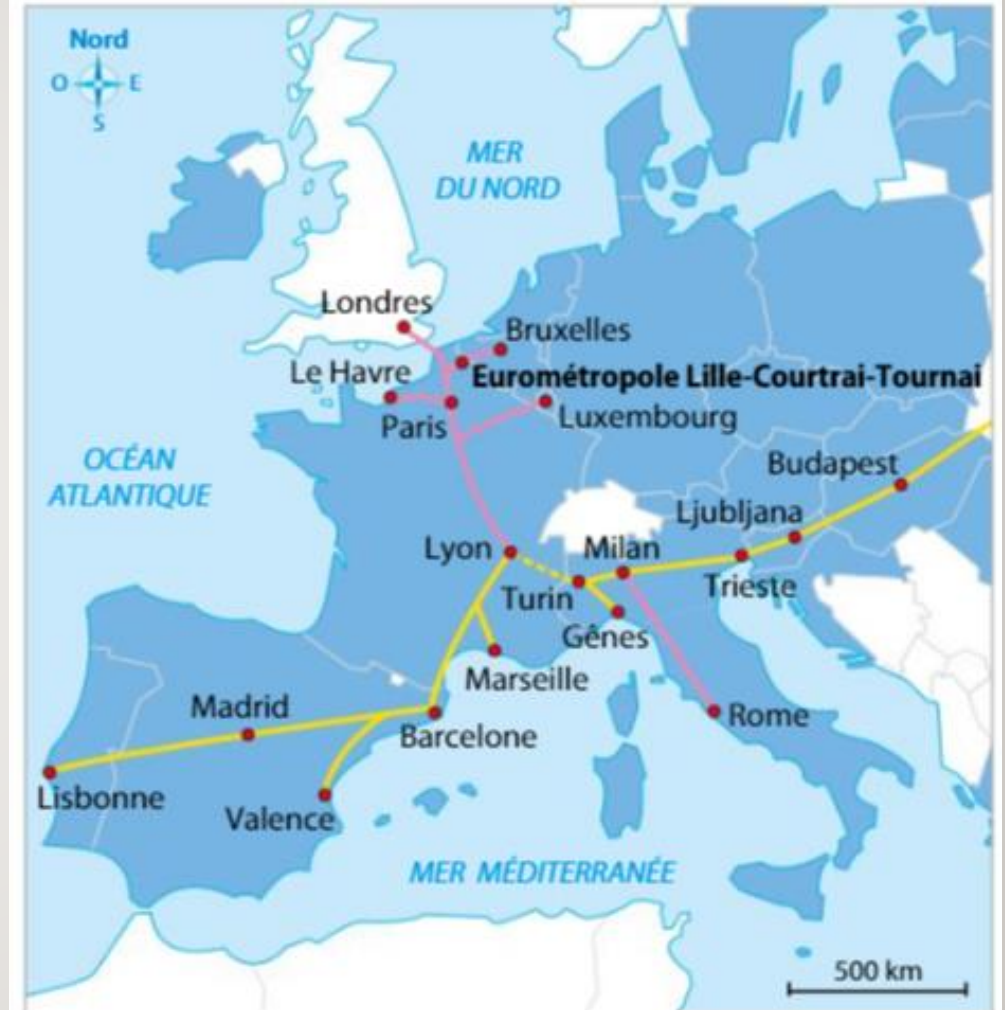 Nord
O E
S
MER
DU NORD
Londres
Bruxelles
Le Havre
Eurométropole Lille-Courtrai-Tournai
Paris
Luxembourg
OCÉAN
ATLANTIQUE
Budapest
Ljubljana
Lyon
Milan
Turin
Trieste
Gênes
Marseille
Madrid
Rome
Barcelone
Lisbonne
Valence
MER MÉDITERRANÉE
500 km